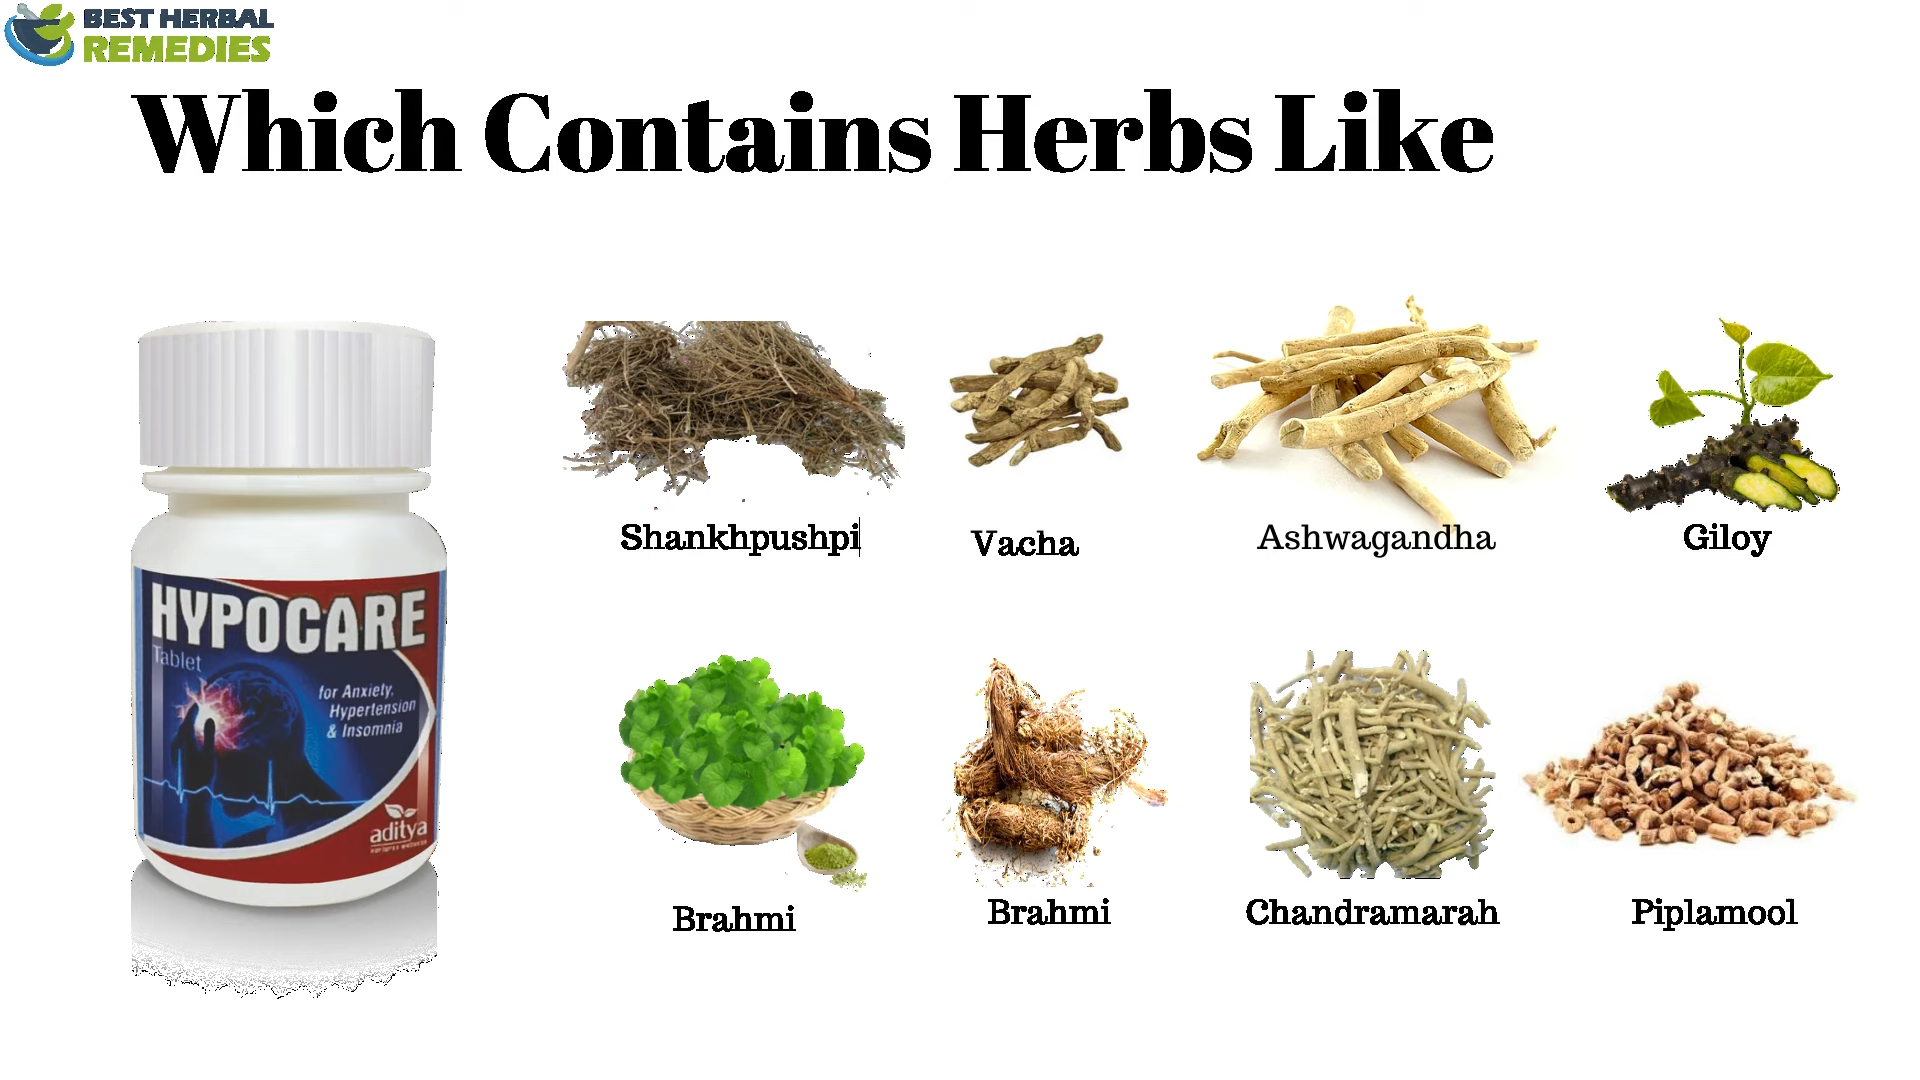 BEST HERBAL
REMEDIES
Which Contains Herbs Like
HYPOCARE
Tablet
for Anxiety,
Hypertension
& Insomnia
aditya
Shankhpushpi
Vacha
Ashwagandha
Giloy
Brahmi
Brahmi
Chandramarah
Piplamool